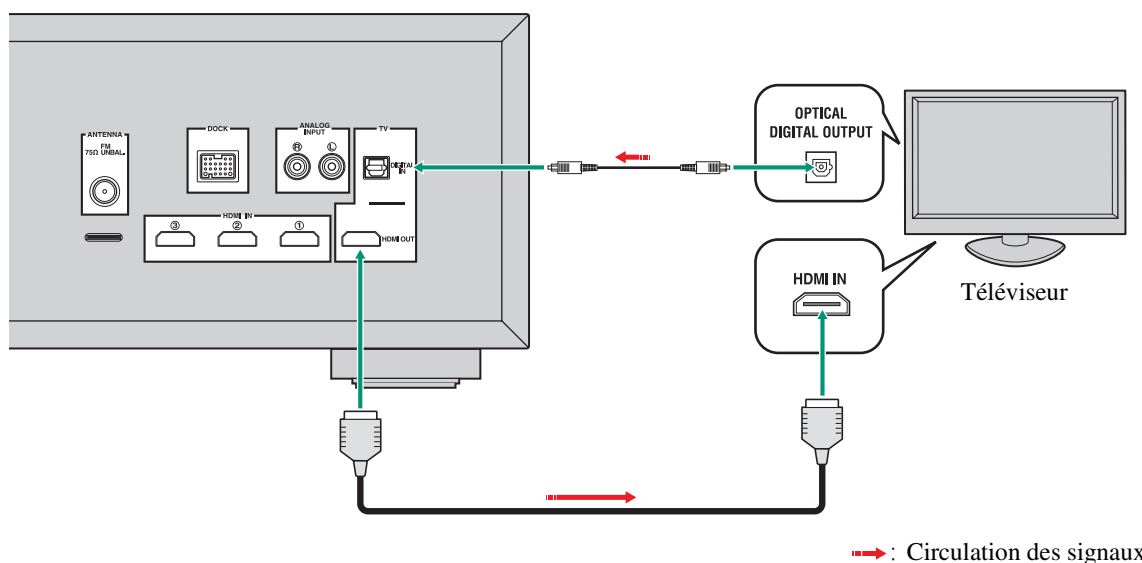 ANTENNA
FM
75Ω UNBAL.
DOCK
ANALOG
INPUT
R
L
TV
DIGITAL
IN
HDMI IN
③
②
①
HDMI OUT
OPTICAL
DIGITAL OUTPUT
HDMI IN
Téléviseur
: Circulation des signaux